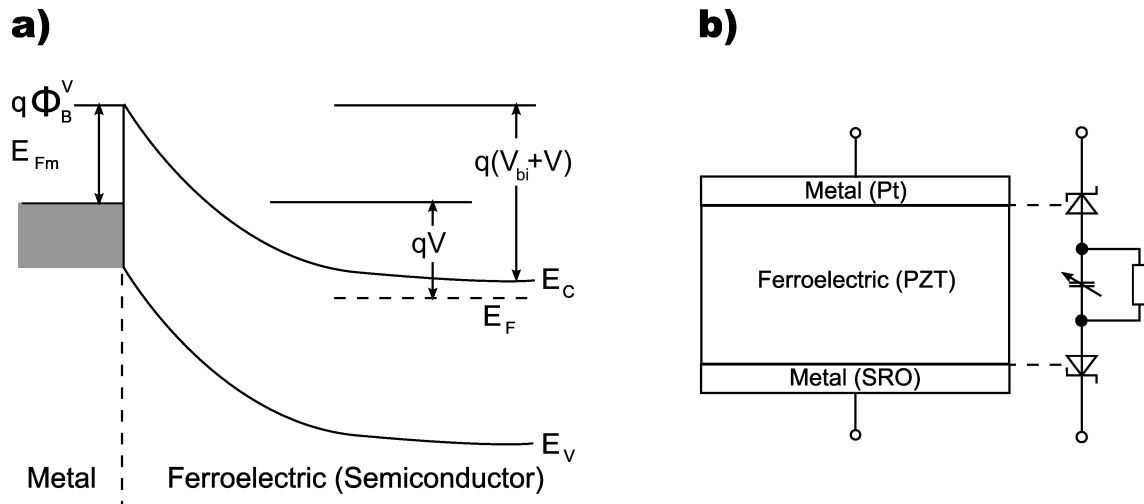 a)
qΦ_B^V
E_Fm
q(V_bi+V)
qV
E_C
E_F
E_V
Metal
Ferroelectric (Semiconductor)
b)
Metal (Pt)
Ferroelectric (PZT)
Metal (SRO)